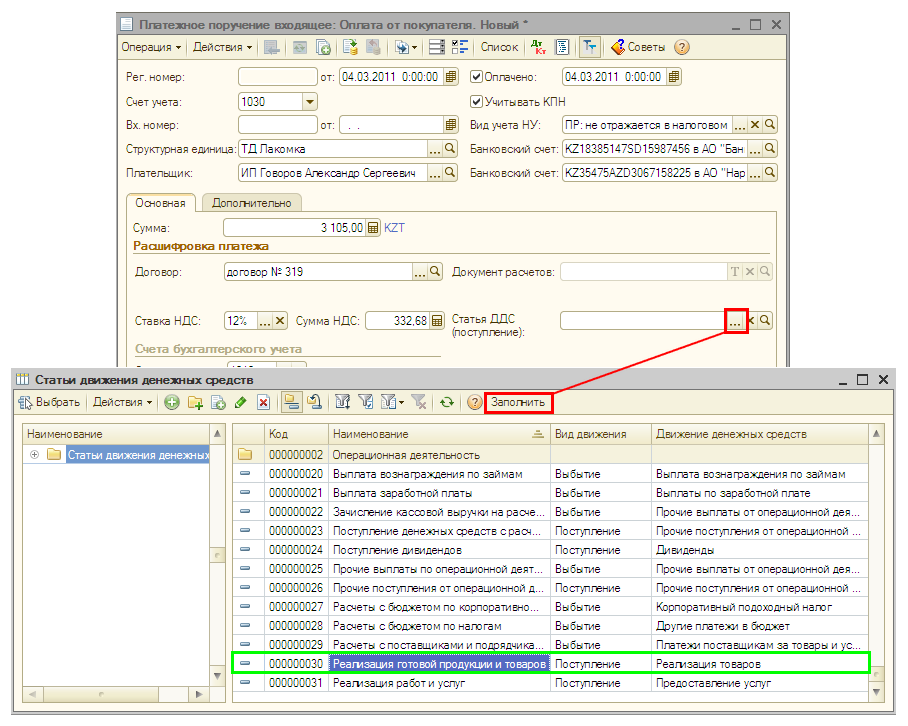 Платежное поручение входящее: Оплата от покупателя. Новый *
Операция Действия Список Дт Кт Советы ?
Рег. номер: от: 04.03.2011 0:00:00 Оплачено: 04.03.2011 0:00:00
Счет учета: 1030 Учитывать КПН
Вх. номер: от: . . Вид учета НУ: ПР: не отражается в налоговом ... x
Структурная единица: ТД Лакомка ... Банковский счет: KZ18385147SD15987456 в АО "Бан ...
Плательщик: ИП Говоров Александр Сергеевич ... Банковский счет: KZ35475AZD3067158225 в АО "Нар ...
Основная Дополнительно
Сумма: 3 105,00 KZT
Расшифровка платежа
Договор: договор № 319 ... Документ расчетов: T x
Ставка НДС: 12% ... x Сумма НДС: 332,68 Статья ДДС (поступление): ... x
Счета бухгалтерского учета
Статьи движения денежных средств
Выбрать Действия ? Заполнить
Наименование
Статьи движения денежных
Код Наименование Вид движения Движение денежных средств
000000002 Операционная деятельность
000000020 Выплата вознаграждения по займам Выбытие Выплата вознаграждения по займам
000000021 Выплата заработной платы Выбытие Выплаты по заработной плате
000000022 Зачисление кассовой выручки на расче... Выбытие Прочие выплаты от операционной дея...
000000023 Поступление денежных средств с расч... Поступление Прочие поступления от операционной ...
000000024 Поступление дивидендов Поступление Дивиденды
000000025 Прочие выплаты по операционной деят... Выбытие Прочие выплаты от операционной дея...
000000026 Прочие поступления от операционной д... Поступление Прочие поступления от операционной ...
000000027 Расчеты с бюджетом по корпоративно... Выбытие Корпоративный подоходный налог
000000028 Расчеты с бюджетом по налогам Выбытие Другие платежи в бюджет
000000029 Расчеты с поставщиками и подрядчика... Выбытие Платежи поставщикам за товары и ус...
000000030 Реализация готовой продукции и товаров Поступление Реализация товаров
000000031 Реализация работ и услуг Поступление Предоставление услуг